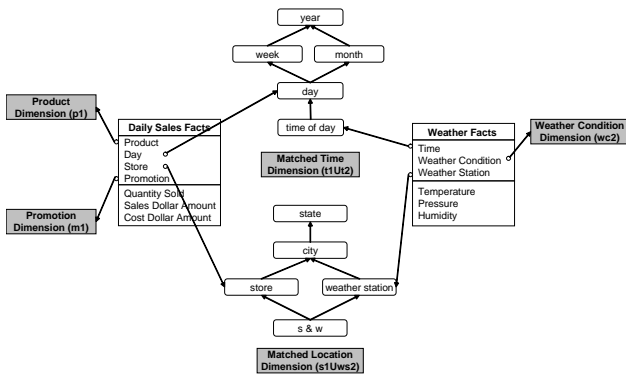 year
week
month
day
time of day
Matched Time
Dimension (t1Ut2)
Product
Dimension (p1)
Promotion
Dimension (m1)
Daily Sales Facts
Product
Day
Store
Promotion
Quantity Sold
Sales Dollar Amount
Cost Dollar Amount
Weather Facts
Time
Weather Condition
Weather Station
Temperature
Pressure
Humidity
Weather Condition
Dimension (wc2)
state
city
store
weather station
s & w
Matched Location
Dimension (s1Uws2)